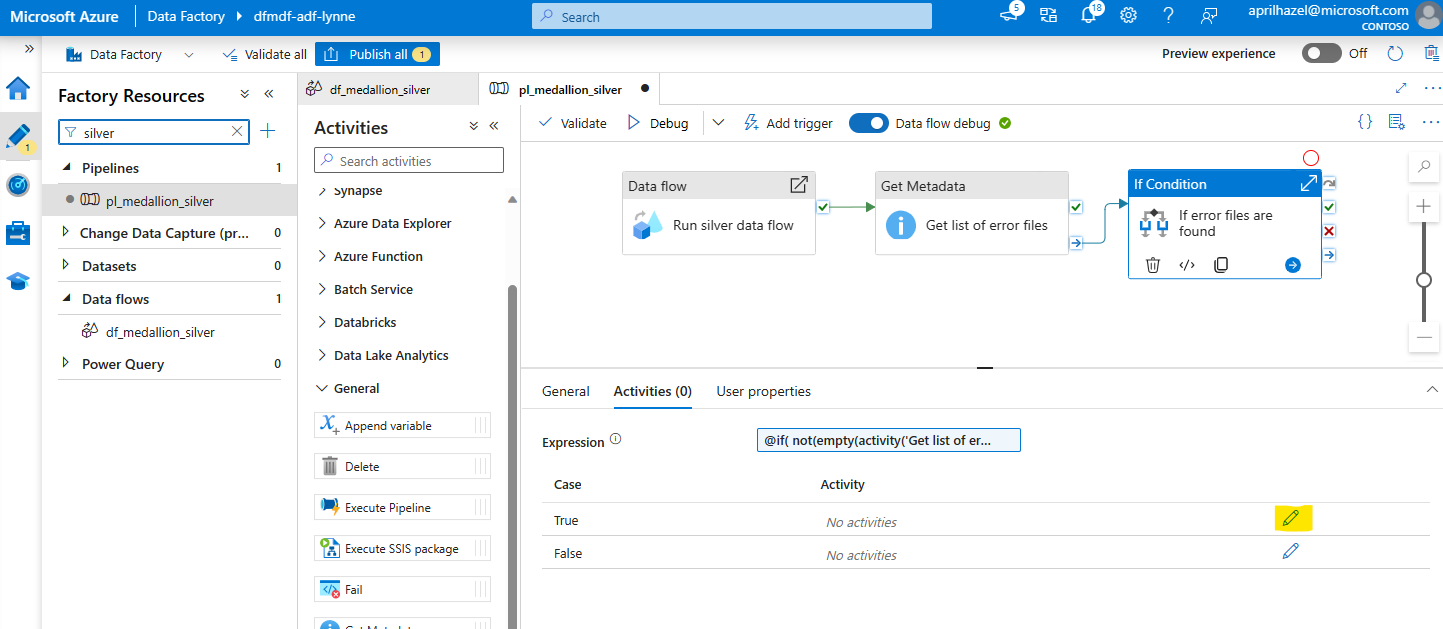 Microsoft Azure
Data Factory
dfmdf-adf-lynne
Search
5
18
aprilhazel@microsoft.com
CONTOSO
Data Factory
Validate all
Publish all
1
Preview experience
Off
1
Factory Resources
silver
Pipelines
1
pl_medallion_silver
Change Data Capture (pr...
0
Datasets
0
Data flows
1
df_medallion_silver
Power Query
0
df_medallion_silver
pl_medallion_silver
Activities
Search activities
Synapse
Azure Data Explorer
Azure Function
Batch Service
Databricks
Data Lake Analytics
General
Append variable
Delete
Execute Pipeline
Execute SSIS package
Fail
Validate
Debug
Add trigger
Data flow debug
Data flow
Run silver data flow
Get Metadata
Get list of error files
If Condition
If error files are
found
General
Activities (0)
User properties
Expression
@if( not(empty(activity('Get list of er...
Case
Activity
True
No activities
False
No activities